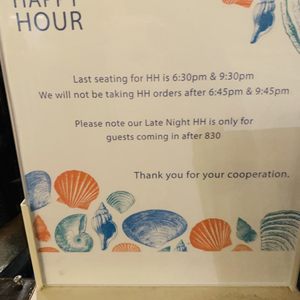 HAPPY
HOUR
Last seating for HH is 6:30pm & 9:30pm
We will not be taking HH orders after 6:45pm & 9:45pm
Please note our Late Night HH is only for
guests coming in after 830
Thank you for your cooperation.